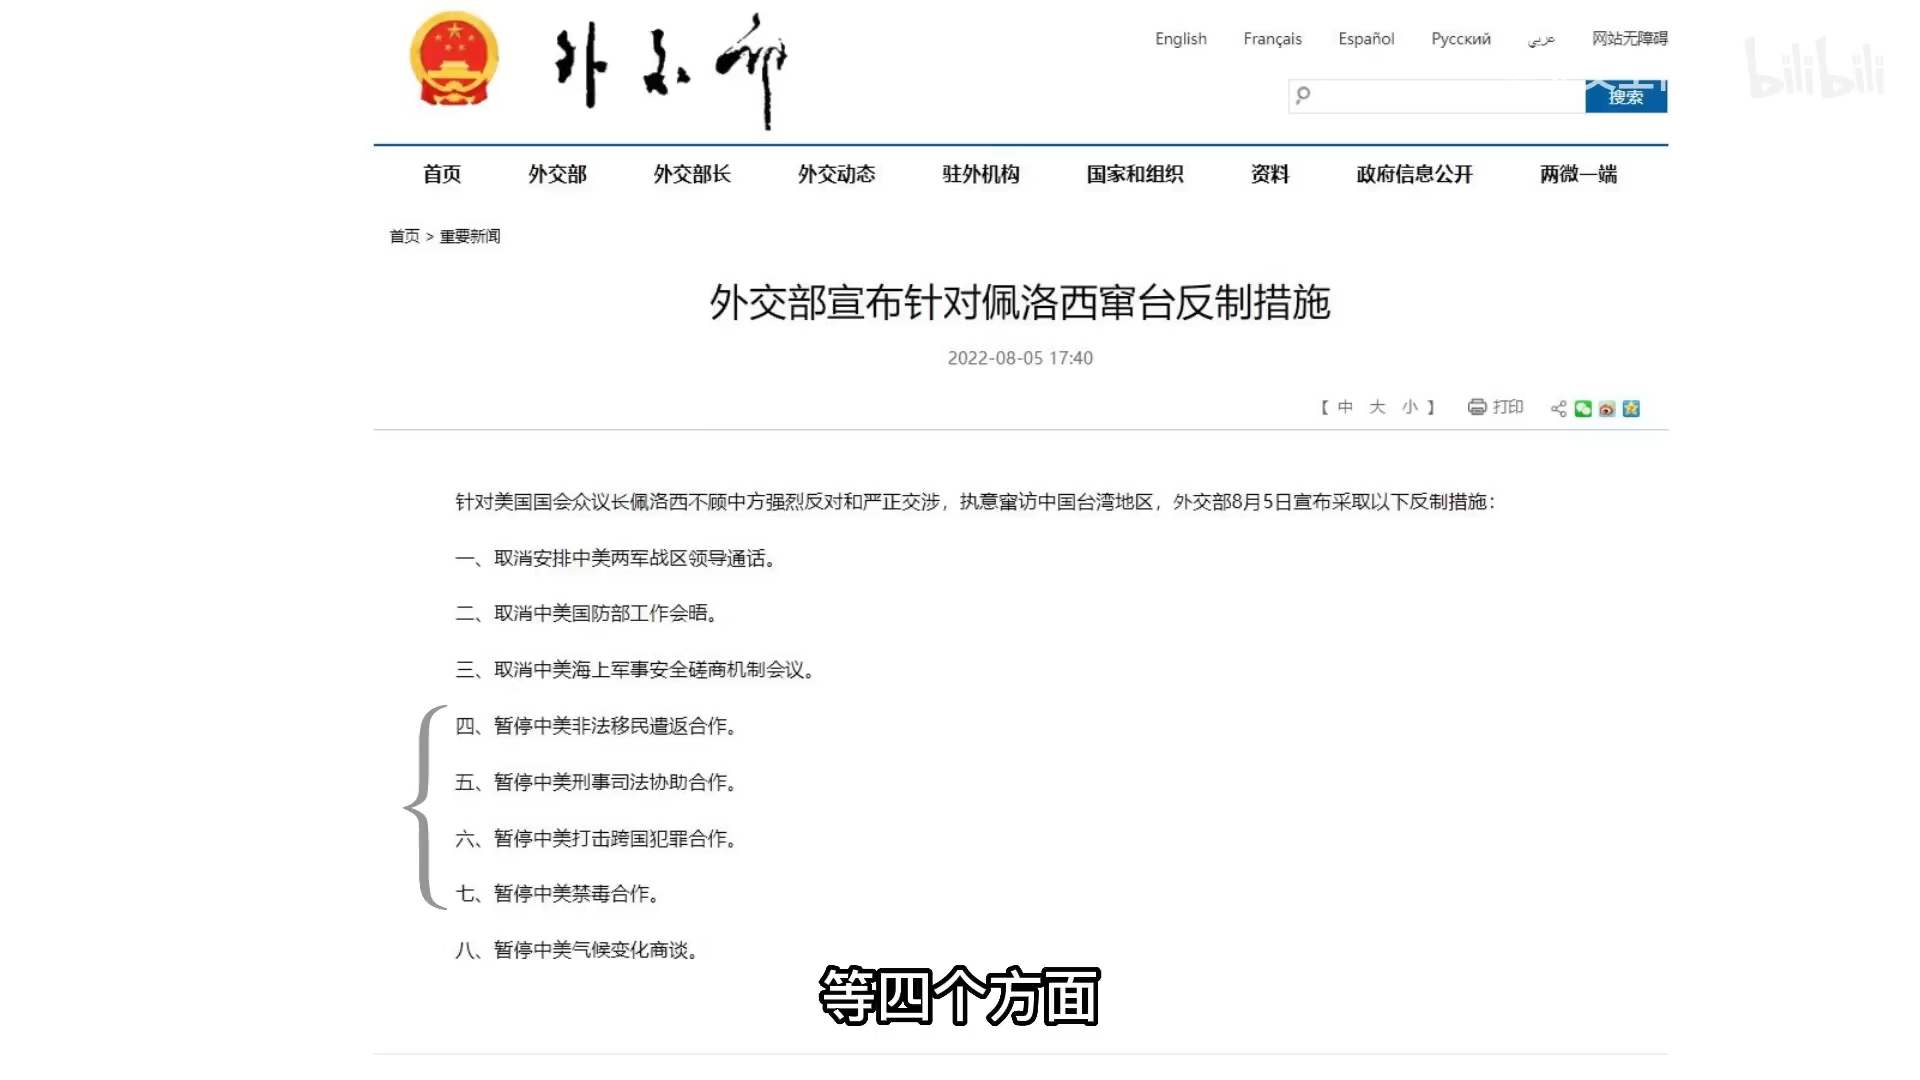 外交部
English Français Español Русский عربي 网站无障碍
bilibili
搜索
首页 外交部 外交部长 外交动态 驻外机构 国家和组织 资料 政府信息公开 两微一端
首页 > 重要新闻
外交部宣布针对佩洛西窜台反制措施
2022-08-05 17:40
【 中 大 小 】 打印
针对美国国会众议长佩洛西不顾中方强烈反对和严正交涉，执意窜访中国台湾地区，外交部8月5日宣布采取以下反制措施：
一、取消安排中美两军战区领导通话。
二、取消中美国防部工作会晤。
三、取消中美海上军事安全磋商机制会议。
四、暂停中美非法移民遣返合作。
五、暂停中美刑事司法协助合作。
六、暂停中美打击跨国犯罪合作。
七、暂停中美禁毒合作。
八、暂停中美气候变化商谈。
等四个方面